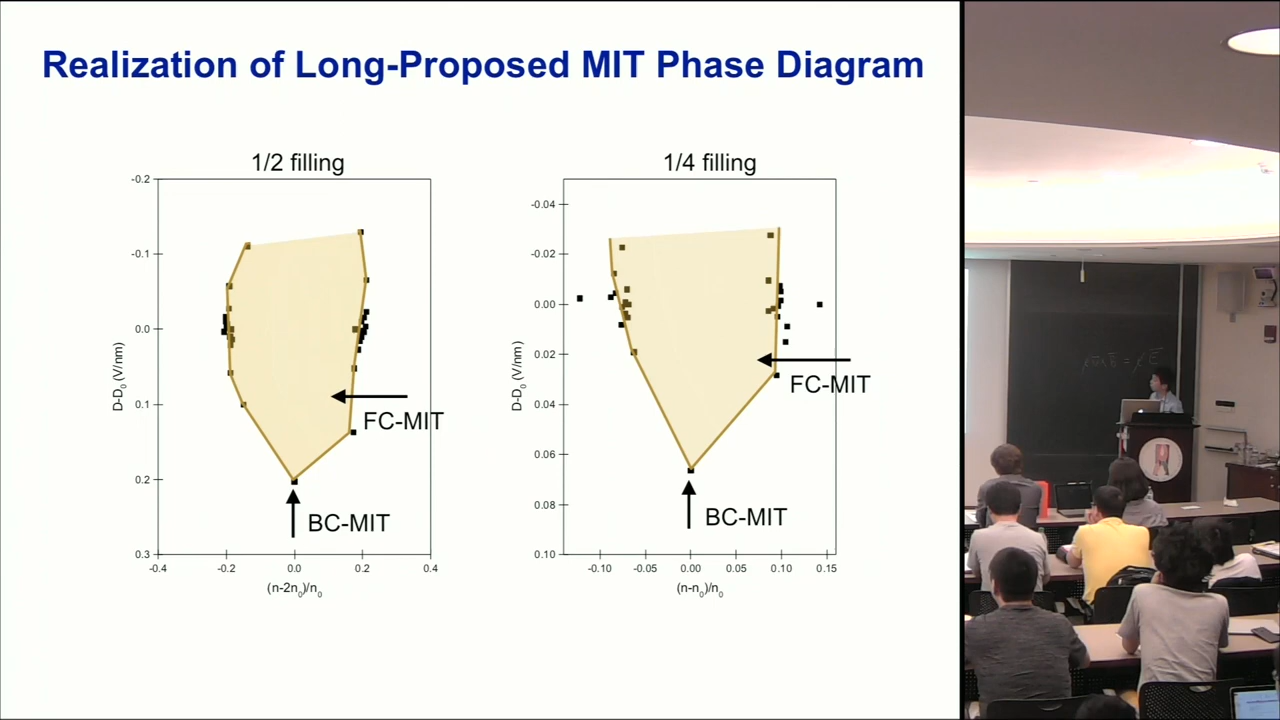 Realization of Long-Proposed MIT Phase Diagram
1/2 filling
-0.2
-0.1
0.0
0.1
0.2
0.3
D-D0 (V/nm)
-0.4
-0.2
0.0
0.2
0.4
(n-2n0)/n0
FC-MIT
BC-MIT
1/4 filling
-0.04
-0.02
0.00
0.02
0.04
0.06
0.08
0.10
D-D0 (V/nm)
-0.10
-0.05
0.00
0.05
0.10
0.15
(n-n0)/n0
FC-MIT
BC-MIT